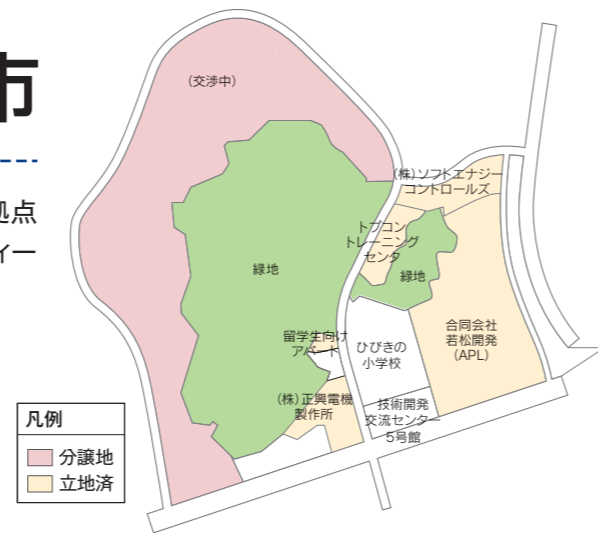 市
拠点
ィー
(交渉中)
(株)ソフトエナジー
コントロールズ
トプコン
トレーニング
センタ
緑地
緑地
合同会社
若松開発
(APL)
留学生向け
アパート
ひびきの
小学校
(株)正興電機
製作所
技術開発
交流センター
5号館
凡例
分譲地
立地済